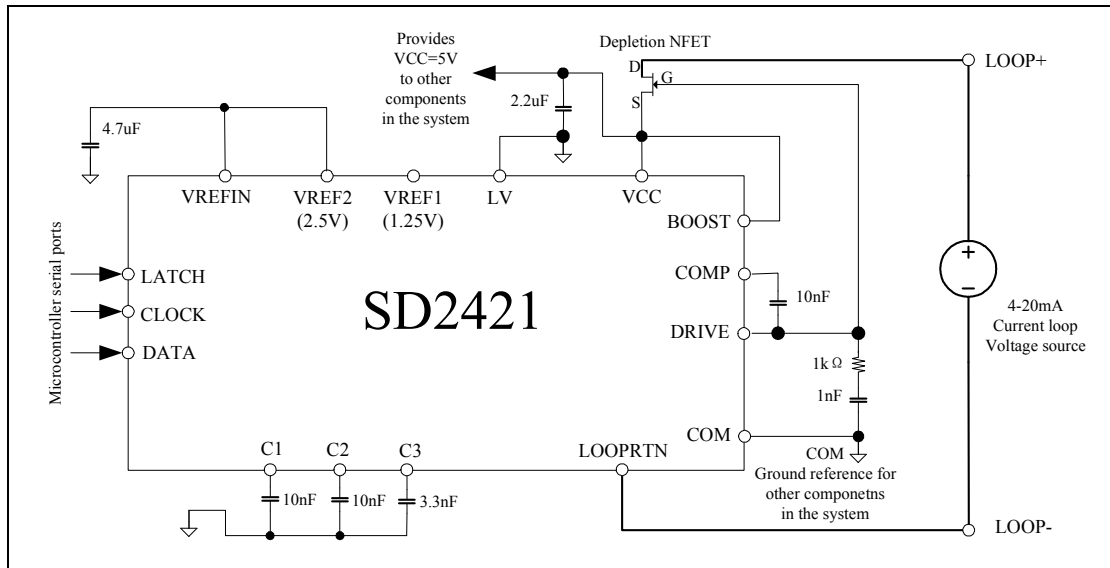 Provides
VCC=5V
to other
components
in the system
Depletion NFET
D
G
S
LOOP+
2.2uF
4.7uF
VREFIN
VREF2
(2.5V)
VREF1
(1.25V)
LV
VCC
BOOST
COMP
10nF
DRIVE
1kΩ
1nF
COM
Microcontroller serial ports
LATCH
CLOCK
DATA
SD2421
+
−
4-20mA
Current loop
Voltage source
C1
C2
C3
10nF
10nF
3.3nF
LOOPRTN
COM
Ground reference for
other componetns
in the system
LOOP-